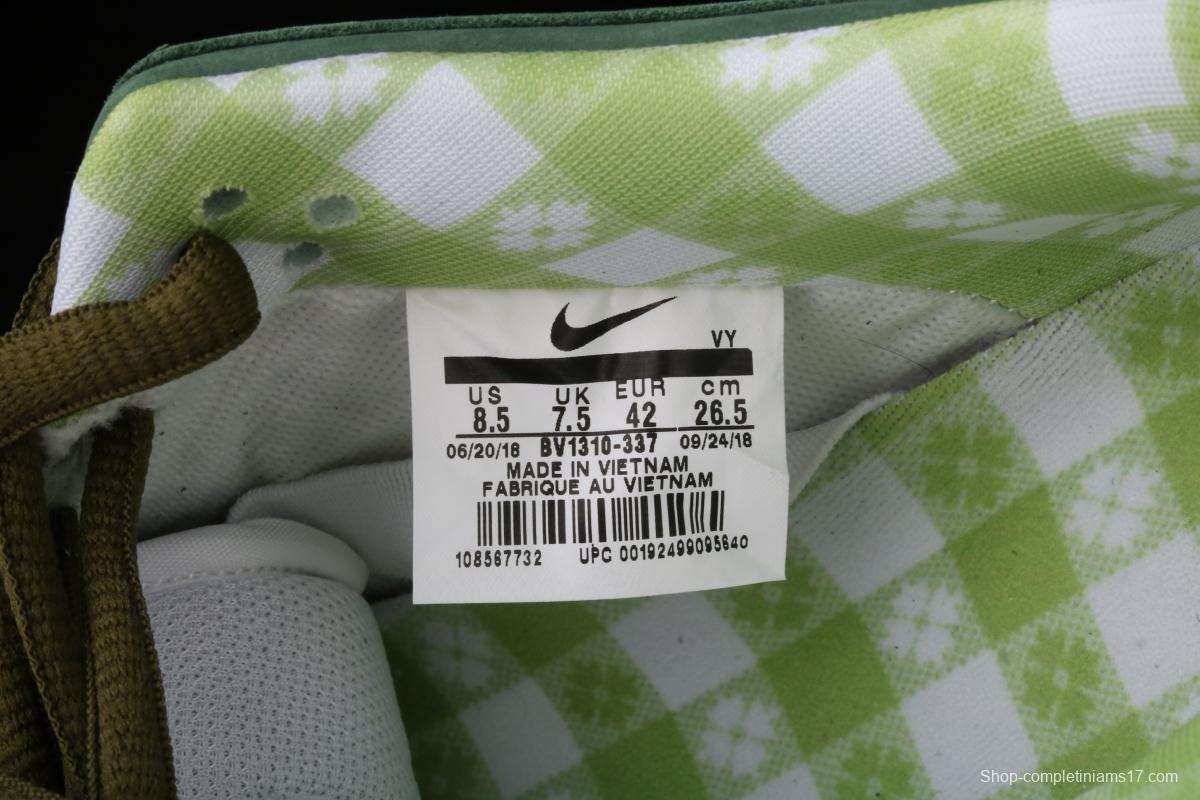 VY
US UK EUR cm
8.5 7.5 42 26.5
06/20/18 BV1310-337 09/24/18
MADE IN VIETNAM
FABRIQUE AU VIETNAM
108567732 UPC 00192499095640
Shop-completiniams17.com